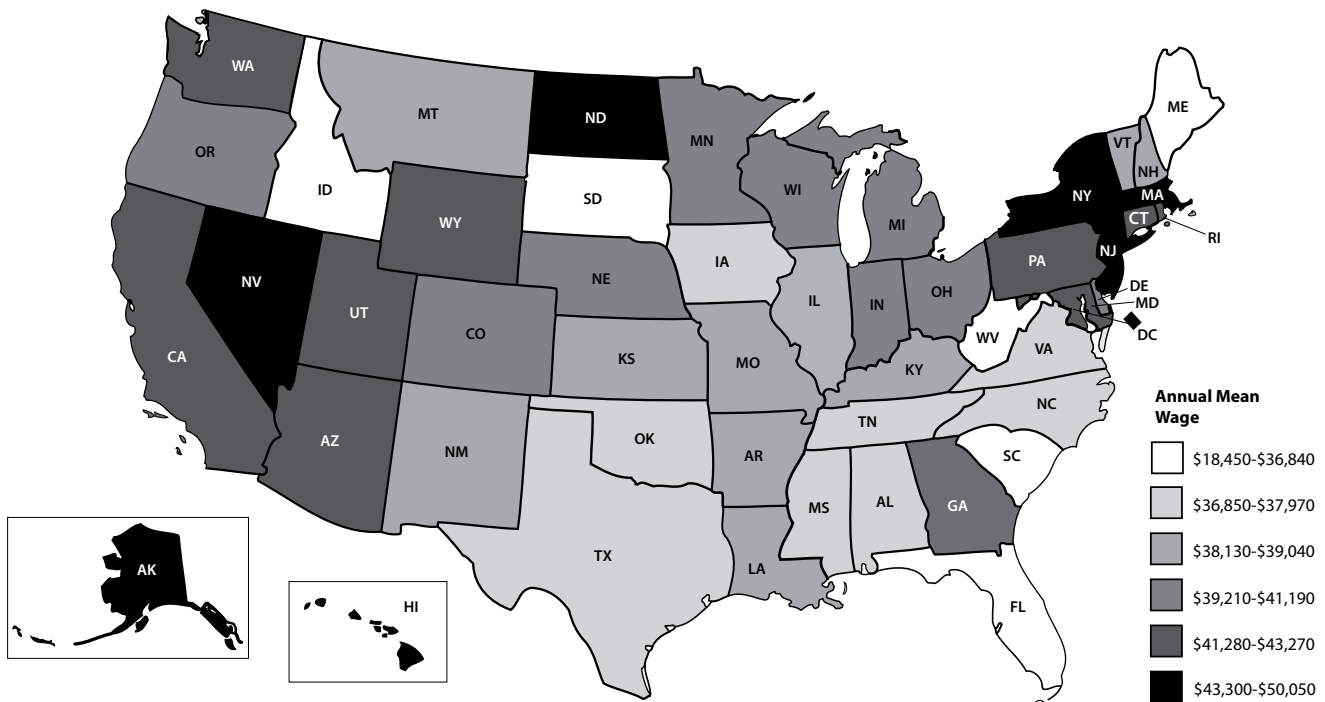 WA
MT
ND
MN
ME
OR
ID
SD
WI
VT
NH
NY
MA
CT
RI
WY
MI
IA
NE
PA
NJ
NV
UT
CO
IL
IN
OH
DE
MD
DC
CA
KS
MO
WV
VA
KY
NC
AZ
NM
OK
AR
TN
SC
MS
AL
GA
TX
LA
FL
AK
HI
Annual Mean
Wage
$18,450-$36,840
$36,850-$37,970
$38,130-$39,040
$39,210-$41,190
$41,280-$43,270
$43,300-$50,050